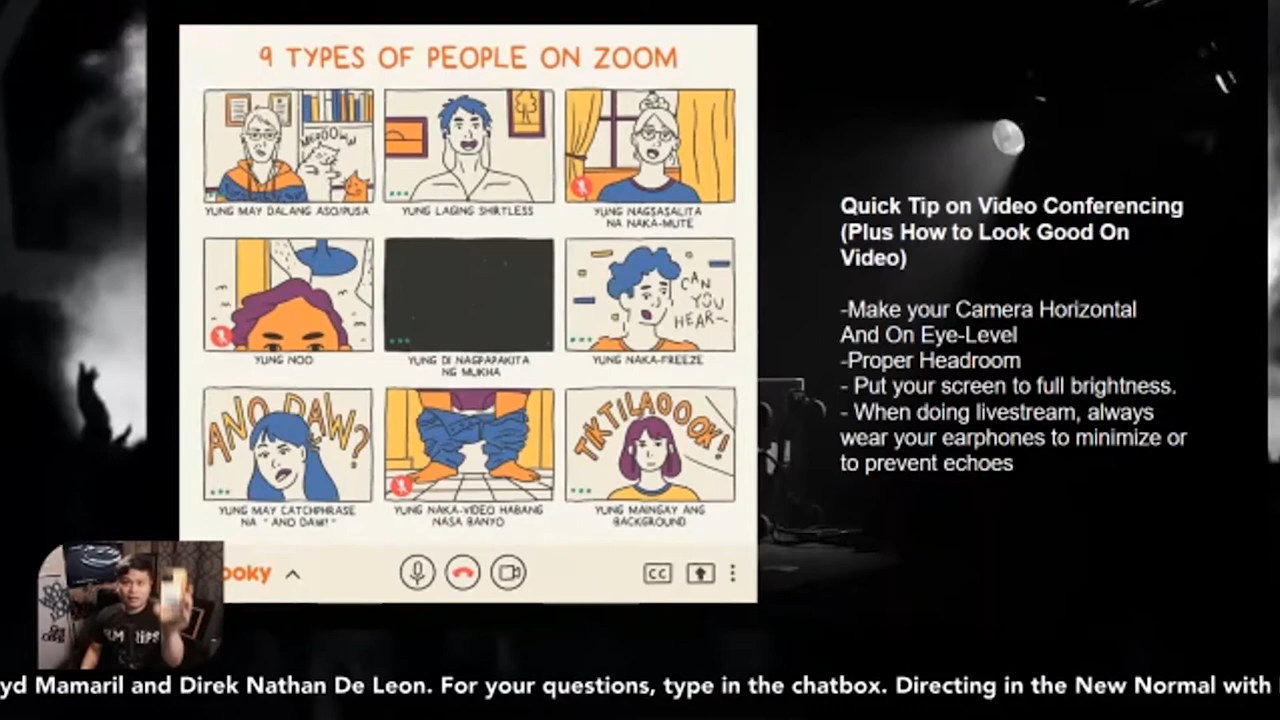 9 TYPES OF PEOPLE ON ZOOM
MEOOOWW
YUNG MAY DALANG ASO/PUSA
YUNG LAGING SHIRTLESS
YUNG NAGSASALITA
NA NAKA-MUTE
CAN
YOU
HEAR-
YUNG NOO
YUNG DI NAGPAPAKITA
NG MUKHA
YUNG NAKA-FREEZE
ANO DAW?
TIKTILAOOOK!
YUNG MAY CATCHPHRASE
NA "ANO DAW?"
YUNG NAKA-VIDEO HABANG
NASA BANYO
YUNG MAINGAY ANG
BACKGROUND
ooky
CC
Quick Tip on Video Conferencing
(Plus How to Look Good On
Video)
-Make your Camera Horizontal
And On Eye-Level
-Proper Headroom
- Put your screen to full brightness.
- When doing livestream, always
wear your earphones to minimize or
to prevent echoes
yd Mamaril and Direk Nathan De Leon. For your questions, type in the chatbox. Directing in the New Normal with